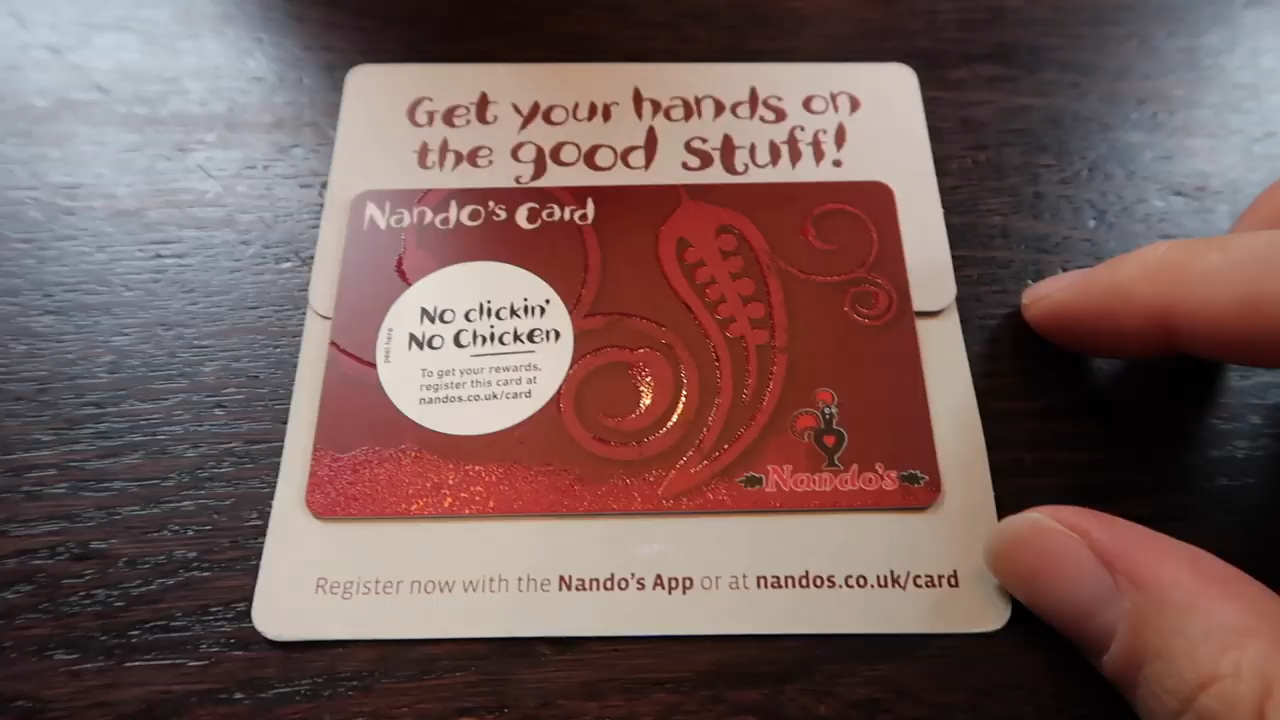 Get your hands on
the good stuff!
Nando's Card
No clickin'
No Chicken
peel here
To get your rewards,
register this card at
nandos.co.uk/card
Nando's
Register now with the Nando's App or at nandos.co.uk/card